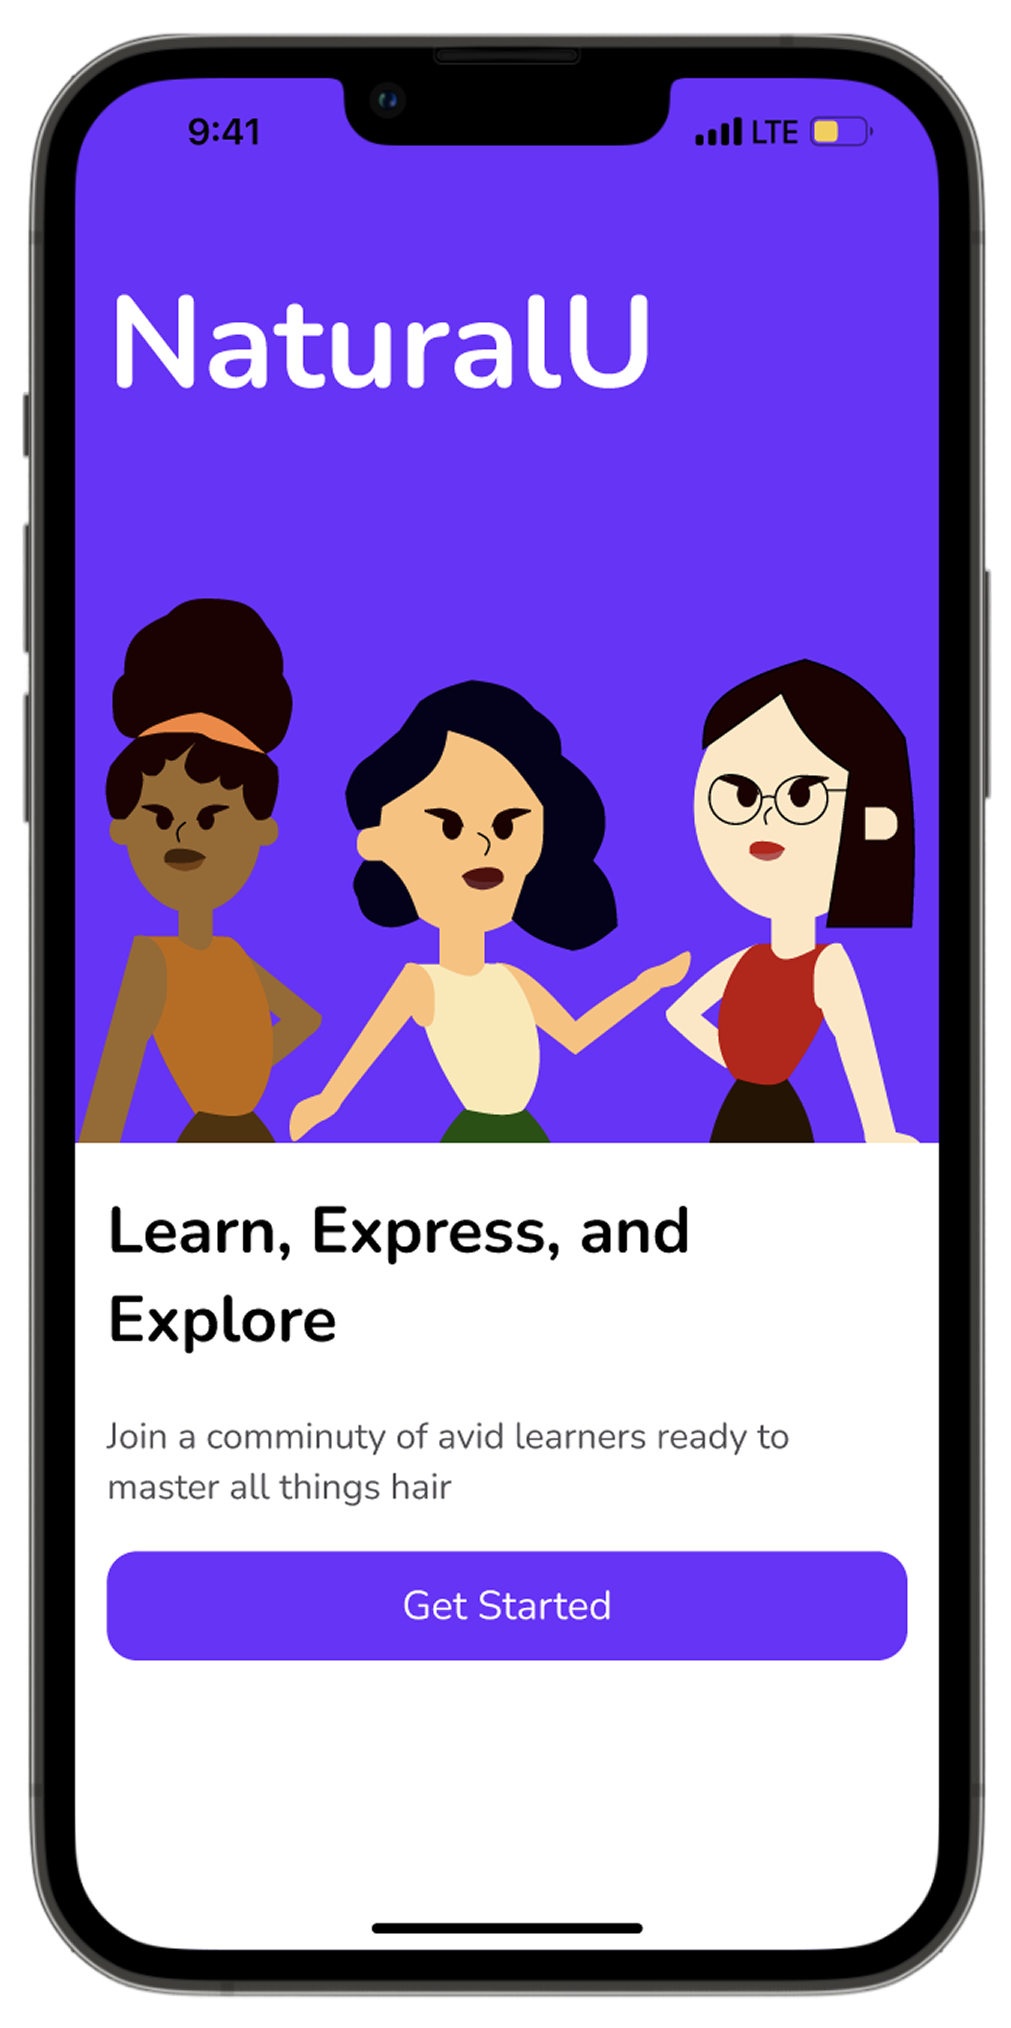 9:41 LTE
NaturalU
Learn, Express, and
Explore
Join a comminuty of avid learners ready to
master all things hair
Get Started